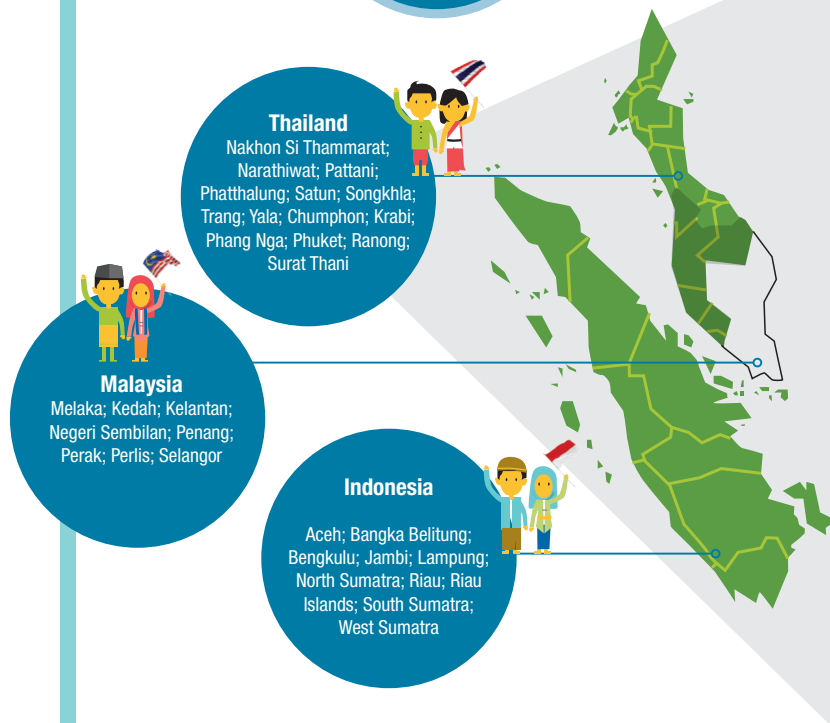 Thailand
Nakhon Si Thammarat;
Narathiwat; Pattani;
Phatthalung; Satun; Songkhla;
Trang; Yala; Chumphon; Krabi;
Phang Nga; Phuket; Ranong;
Surat Thani
Malaysia
Melaka; Kedah; Kelantan;
Negeri Sembilan; Penang;
Perak; Perlis; Selangor
Indonesia
Aceh; Bangka Belitung;
Bengkulu; Jambi; Lampung;
North Sumatra; Riau; Riau
Islands; South Sumatra;
West Sumatra